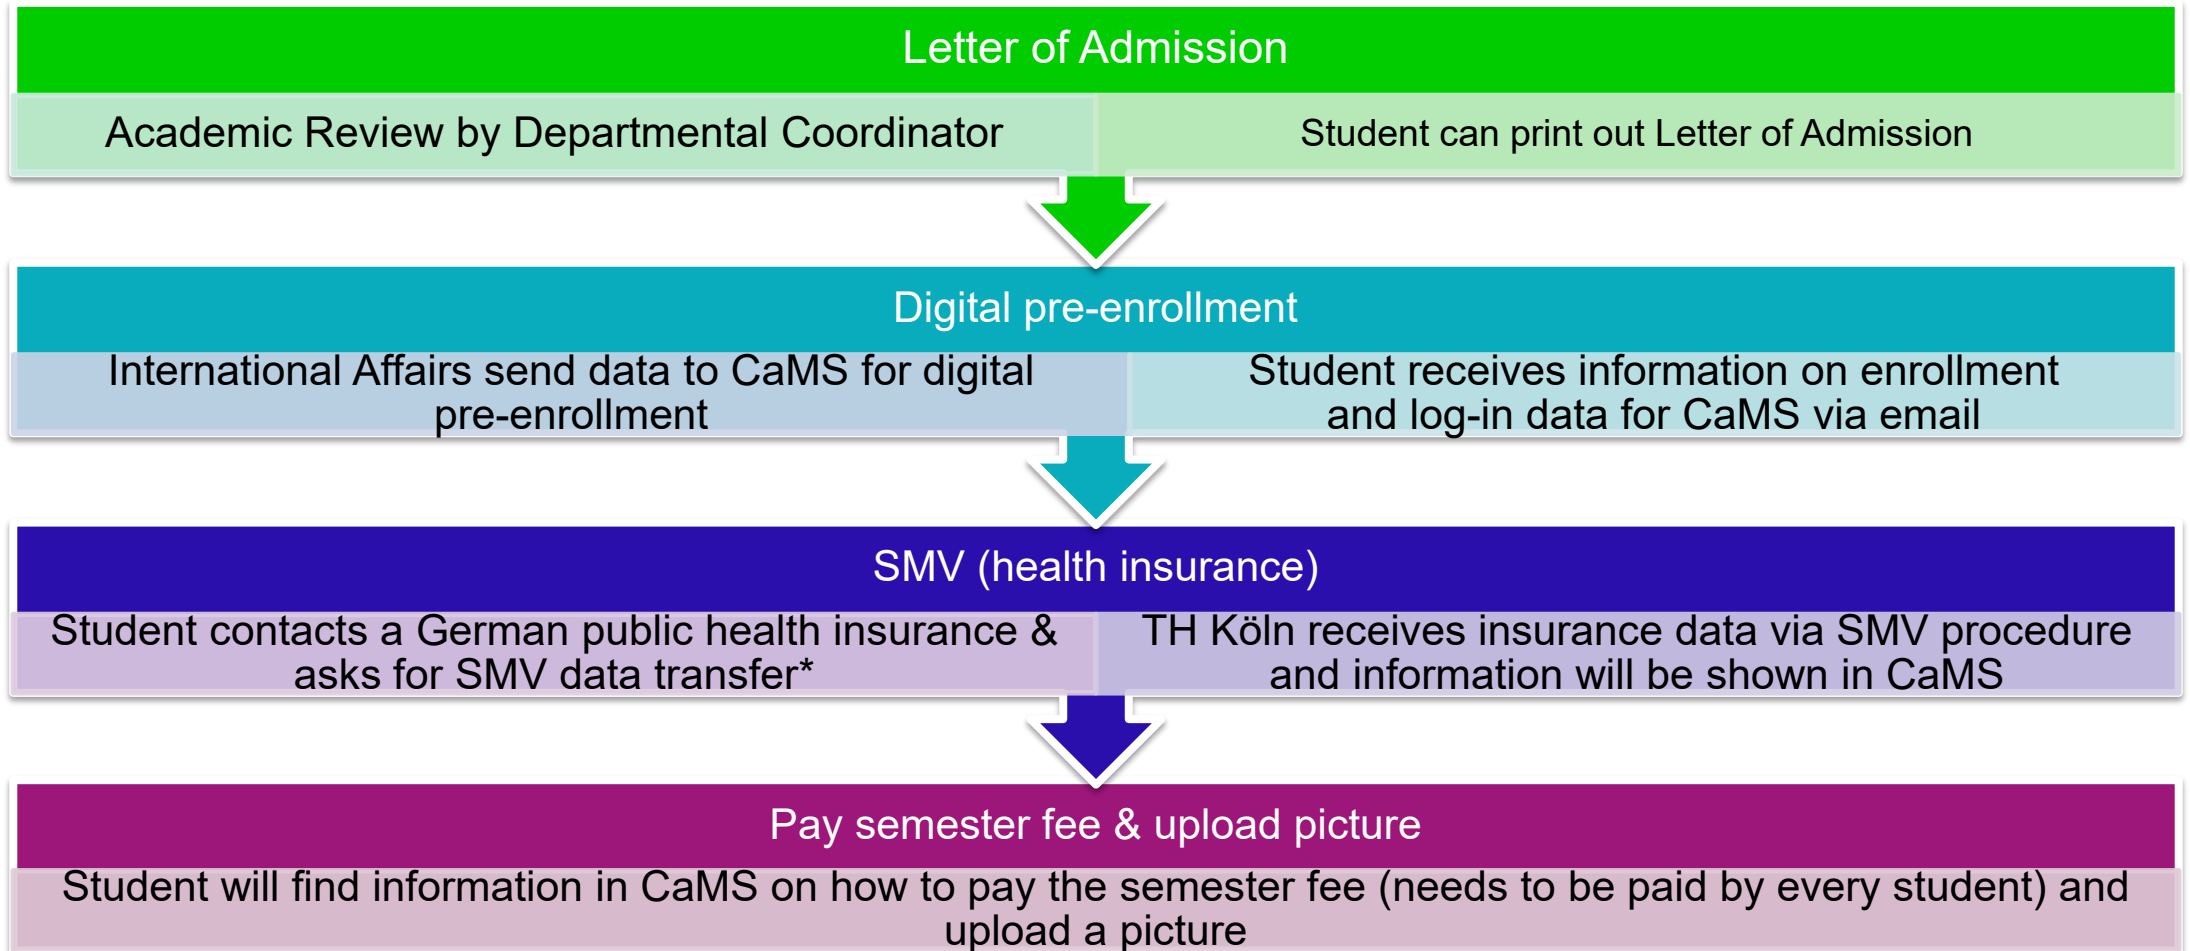 Letter of Admission
Academic Review by Departmental Coordinator
Student can print out Letter of Admission
Digital pre-enrollment
International Affairs send data to CaMS for digital
pre-enrollment
Student receives information on enrollment
and log-in data for CaMS via email
SMV (health insurance)
Student contacts a German public health insurance &
asks for SMV data transfer*
TH Köln receives insurance data via SMV procedure
and information will be shown in CaMS
Pay semester fee & upload picture
Student will find information in CaMS on how to pay the semester fee (needs to be paid by every student) and
upload a picture